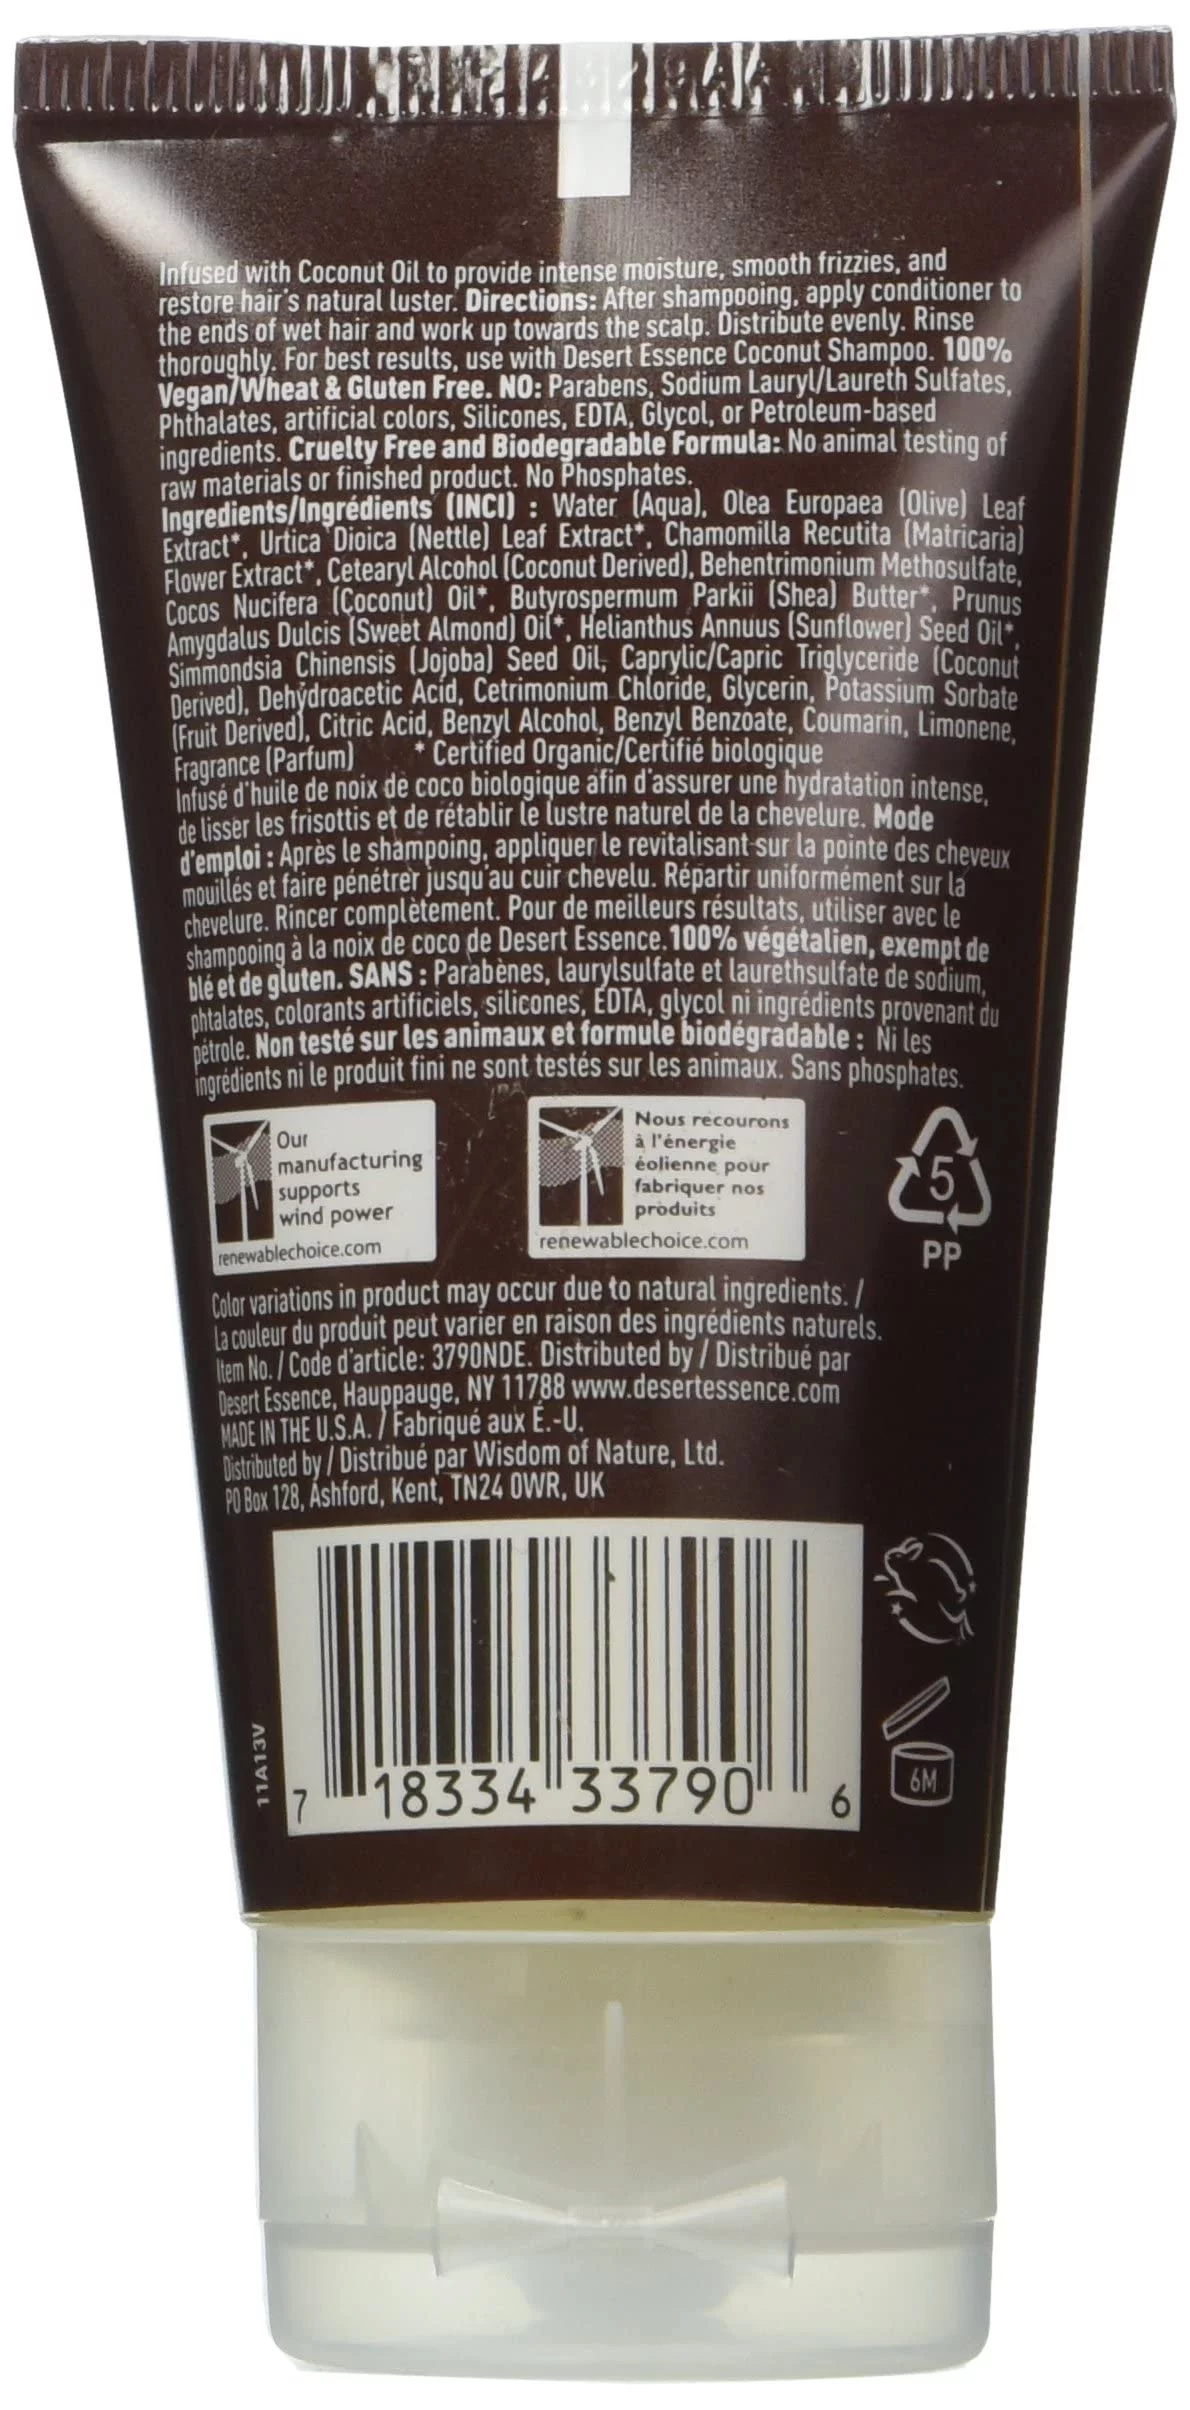 Infused with Coconut Oil to provide intense moisture, smooth frizzies, and
restore hair's natural luster. Directions: After shampooing, apply conditioner to
the ends of wet hair and work up towards the scalp. Distribute evenly. Rinse
thoroughly. For best results, use with Desert Essence Coconut Shampoo. 100%
Vegan/Wheat & Gluten Free. NO: Parabens, Sodium Lauryl/Laureth Sulfates,
Phthalates, artificial colors, Silicones, EDTA, Glycol, or Petroleum-based
ingredients. Cruelty Free and Biodegradable Formula: No animal testing of
raw materials or finished product. No Phosphates.
Ingredients/Ingrédients (INCI) : Water (Aqua), Olea Europaea (Olive) Leaf
Extract*, Urtica Dioica (Nettle) Leaf Extract*, Chamomilla Recutita (Matricaria)
Flower Extract*, Cetearyl Alcohol (Coconut Derived), Behentrimonium Methosulfate,
Cocos Nucifera (Coconut) Oil*, Butyrospermum Parkii (Shea) Butter*, Prunus
Amygdalus Dulcis (Sweet Almond) Oil*, Helianthus Annuus (Sunflower) Seed Oil*,
Simmondsia Chinensis (Jojoba) Seed Oil, Caprylic/Capric Triglyceride (Coconut
Derived), Dehydroacetic Acid, Cetrimonium Chloride, Glycerin, Potassium Sorbate
(Fruit Derived), Citric Acid, Benzyl Alcohol, Benzyl Benzoate, Coumarin, Limonene,
Fragrance (Parfum) * Certified Organic/Certifié biologique
Infusé d'huile de noix de coco biologique afin d'assurer une hydratation intense,
de lisser les frisottis et de rétablir le lustre naturel de la chevelure. Mode
d'emploi : Après le shampoing, appliquer le revitalisant sur la pointe des cheveux
mouillés et faire pénétrer jusqu'au cuir chevelu. Répartir uniformément sur la
chevelure. Rincer complètement. Pour de meilleurs résultats, utiliser avec le
shampooing à la noix de coco de Desert Essence. 100% végétalien, exempt de
blé et de gluten. SANS : Parabènes, laurylsulfate et laurethsulfate de sodium,
phtalates, colorants artificiels, silicones, EDTA, glycol ni ingrédients provenant du
pétrole. Non testé sur les animaux et formule biodégradable : Ni les
ingrédients ni le produit fini ne sont testés sur les animaux. Sans phosphates.
Our
manufacturing
supports
wind power
renewablechoice.com
Nous recourons
à l'énergie
éolienne pour
fabriquer nos
produits
renewablechoice.com
5
PP
Color variations in product may occur due to natural ingredients. /
La couleur du produit peut varier en raison des ingrédients naturels.
Item No. / Code d'article: 3790NDE. Distributed by / Distribué par
Desert Essence, Hauppauge, NY 11788 www.desertessence.com
MADE IN THE U.S.A. / Fabriqué aux É.-U.
Distributed by / Distribué par Wisdom of Nature, Ltd.
PO Box 128, Ashford, Kent, TN24 0WR, UK
11A13V
7 18334 33790 6
6M